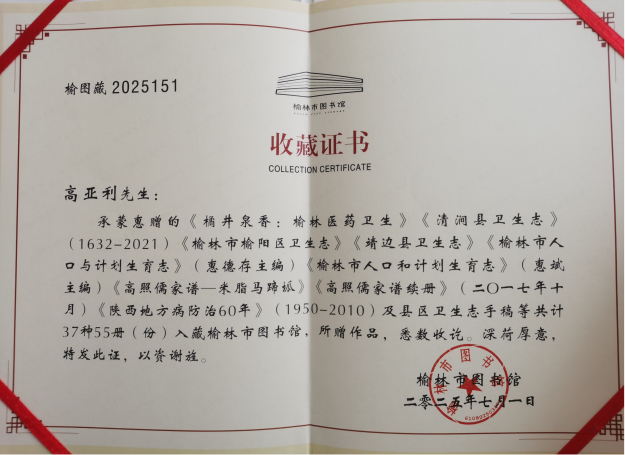 榆图藏 2025151
榆林市图书馆
收藏证书
COLLECTION CERTIFICATE
高亚利先生：
承蒙惠赠的《橘井泉香：榆林医药卫生》《清涧县卫生志》
（1632-2021）《榆林市榆阳区卫生志》《靖边县卫生志》《榆林市人
口与计划生育志》（惠德存主编）《榆林市人口和计划生育志》（惠斌
主编）《高照儒家谱—朱脂马蹄坬》《高照儒家谱续册》（二〇一七年十
月）《陕西地方病防治60年》（1950-2010）及县区卫生志手稿等共计
37种55册（份）入藏榆林市图书馆，所赠作品，悉数收讫。深荷厚意，
特发此证，以资谢旌。
榆林市图书馆
二零二五年七月一日